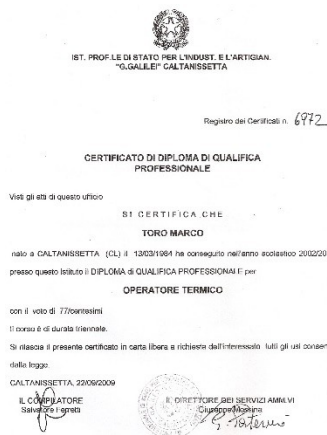 IST. PROF.LE DI STATO PER L'INDUST. E L'ARTIGIAN.
"G.GALILEI" CALTANISSETTA
Registro dei Certificati n. 6972
CERTIFICATO DI DIPLOMA DI QUALIFICA
PROFESSIONALE
Visti gli atti di questo ufficio
SI CERTIFICA CHE
TORO MARCO
nato a CALTANISSETTA (CL) il 13/03/1984 ha conseguito nell'anno scolastico 2002/20
presso questo Istituto il DIPLOMA di QUALIFICA PROFESSIONALE per
OPERATORE TERMICO
con il voto di 77/centesimi
Il corso è di durata triennale.
Si rilascia il presente certificato in carta libera a richiesta dell'interessato tutti gli usi consen
dalla legge.
CALTANISSETTA, 22/09/2009
IL COMPILATORE
Salvatore Ferretti
IL DIRETTORE DEI SERVIZI AMM.VI
Giuseppe Messina